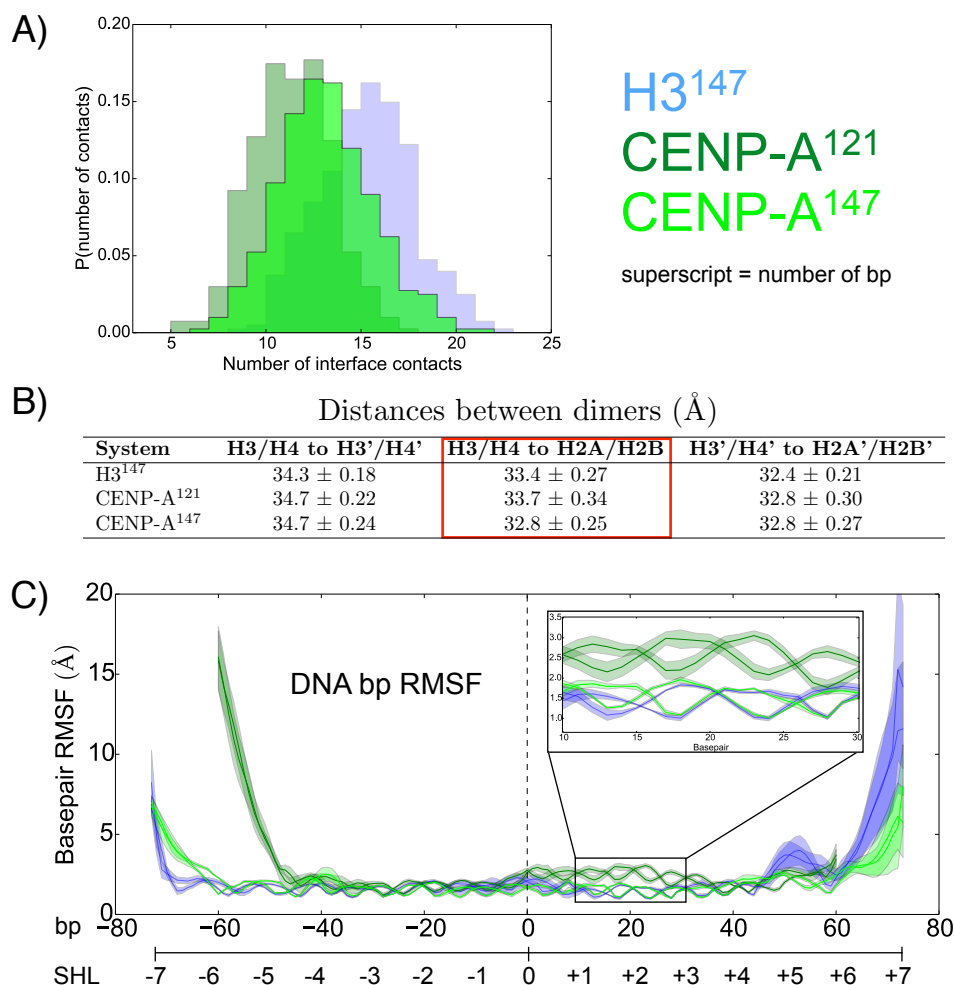 A)
0.20
0.15
0.10
0.05
0.00
P(number of contacts)
5 10 15 20 25
Number of interface contacts
H3¹⁴⁷
CENP-A¹²¹
CENP-A¹⁴⁷
superscript = number of bp
B)
Distances between dimers (Å)
System H3/H4 to H3'/H4' H3/H4 to H2A/H2B H3'/H4' to H2A'/H2B'
H3¹⁴⁷ 34.3 ± 0.18 33.4 ± 0.27 32.4 ± 0.21
CENP-A¹²¹ 34.7 ± 0.22 33.7 ± 0.34 32.8 ± 0.30
CENP-A¹⁴⁷ 34.7 ± 0.24 32.8 ± 0.25 32.8 ± 0.27
C)
20
15
10
5
0
Basepair RMSF (Å)
DNA bp RMSF
3.5
3.0
2.5
2.0
1.5
1.0
10 15 20 25 30
Basepair
bp −80 −60 −40 −20 0 20 40 60 80
SHL -7 -6 -5 -4 -3 -2 -1 0 +1 +2 +3 +4 +5 +6 +7